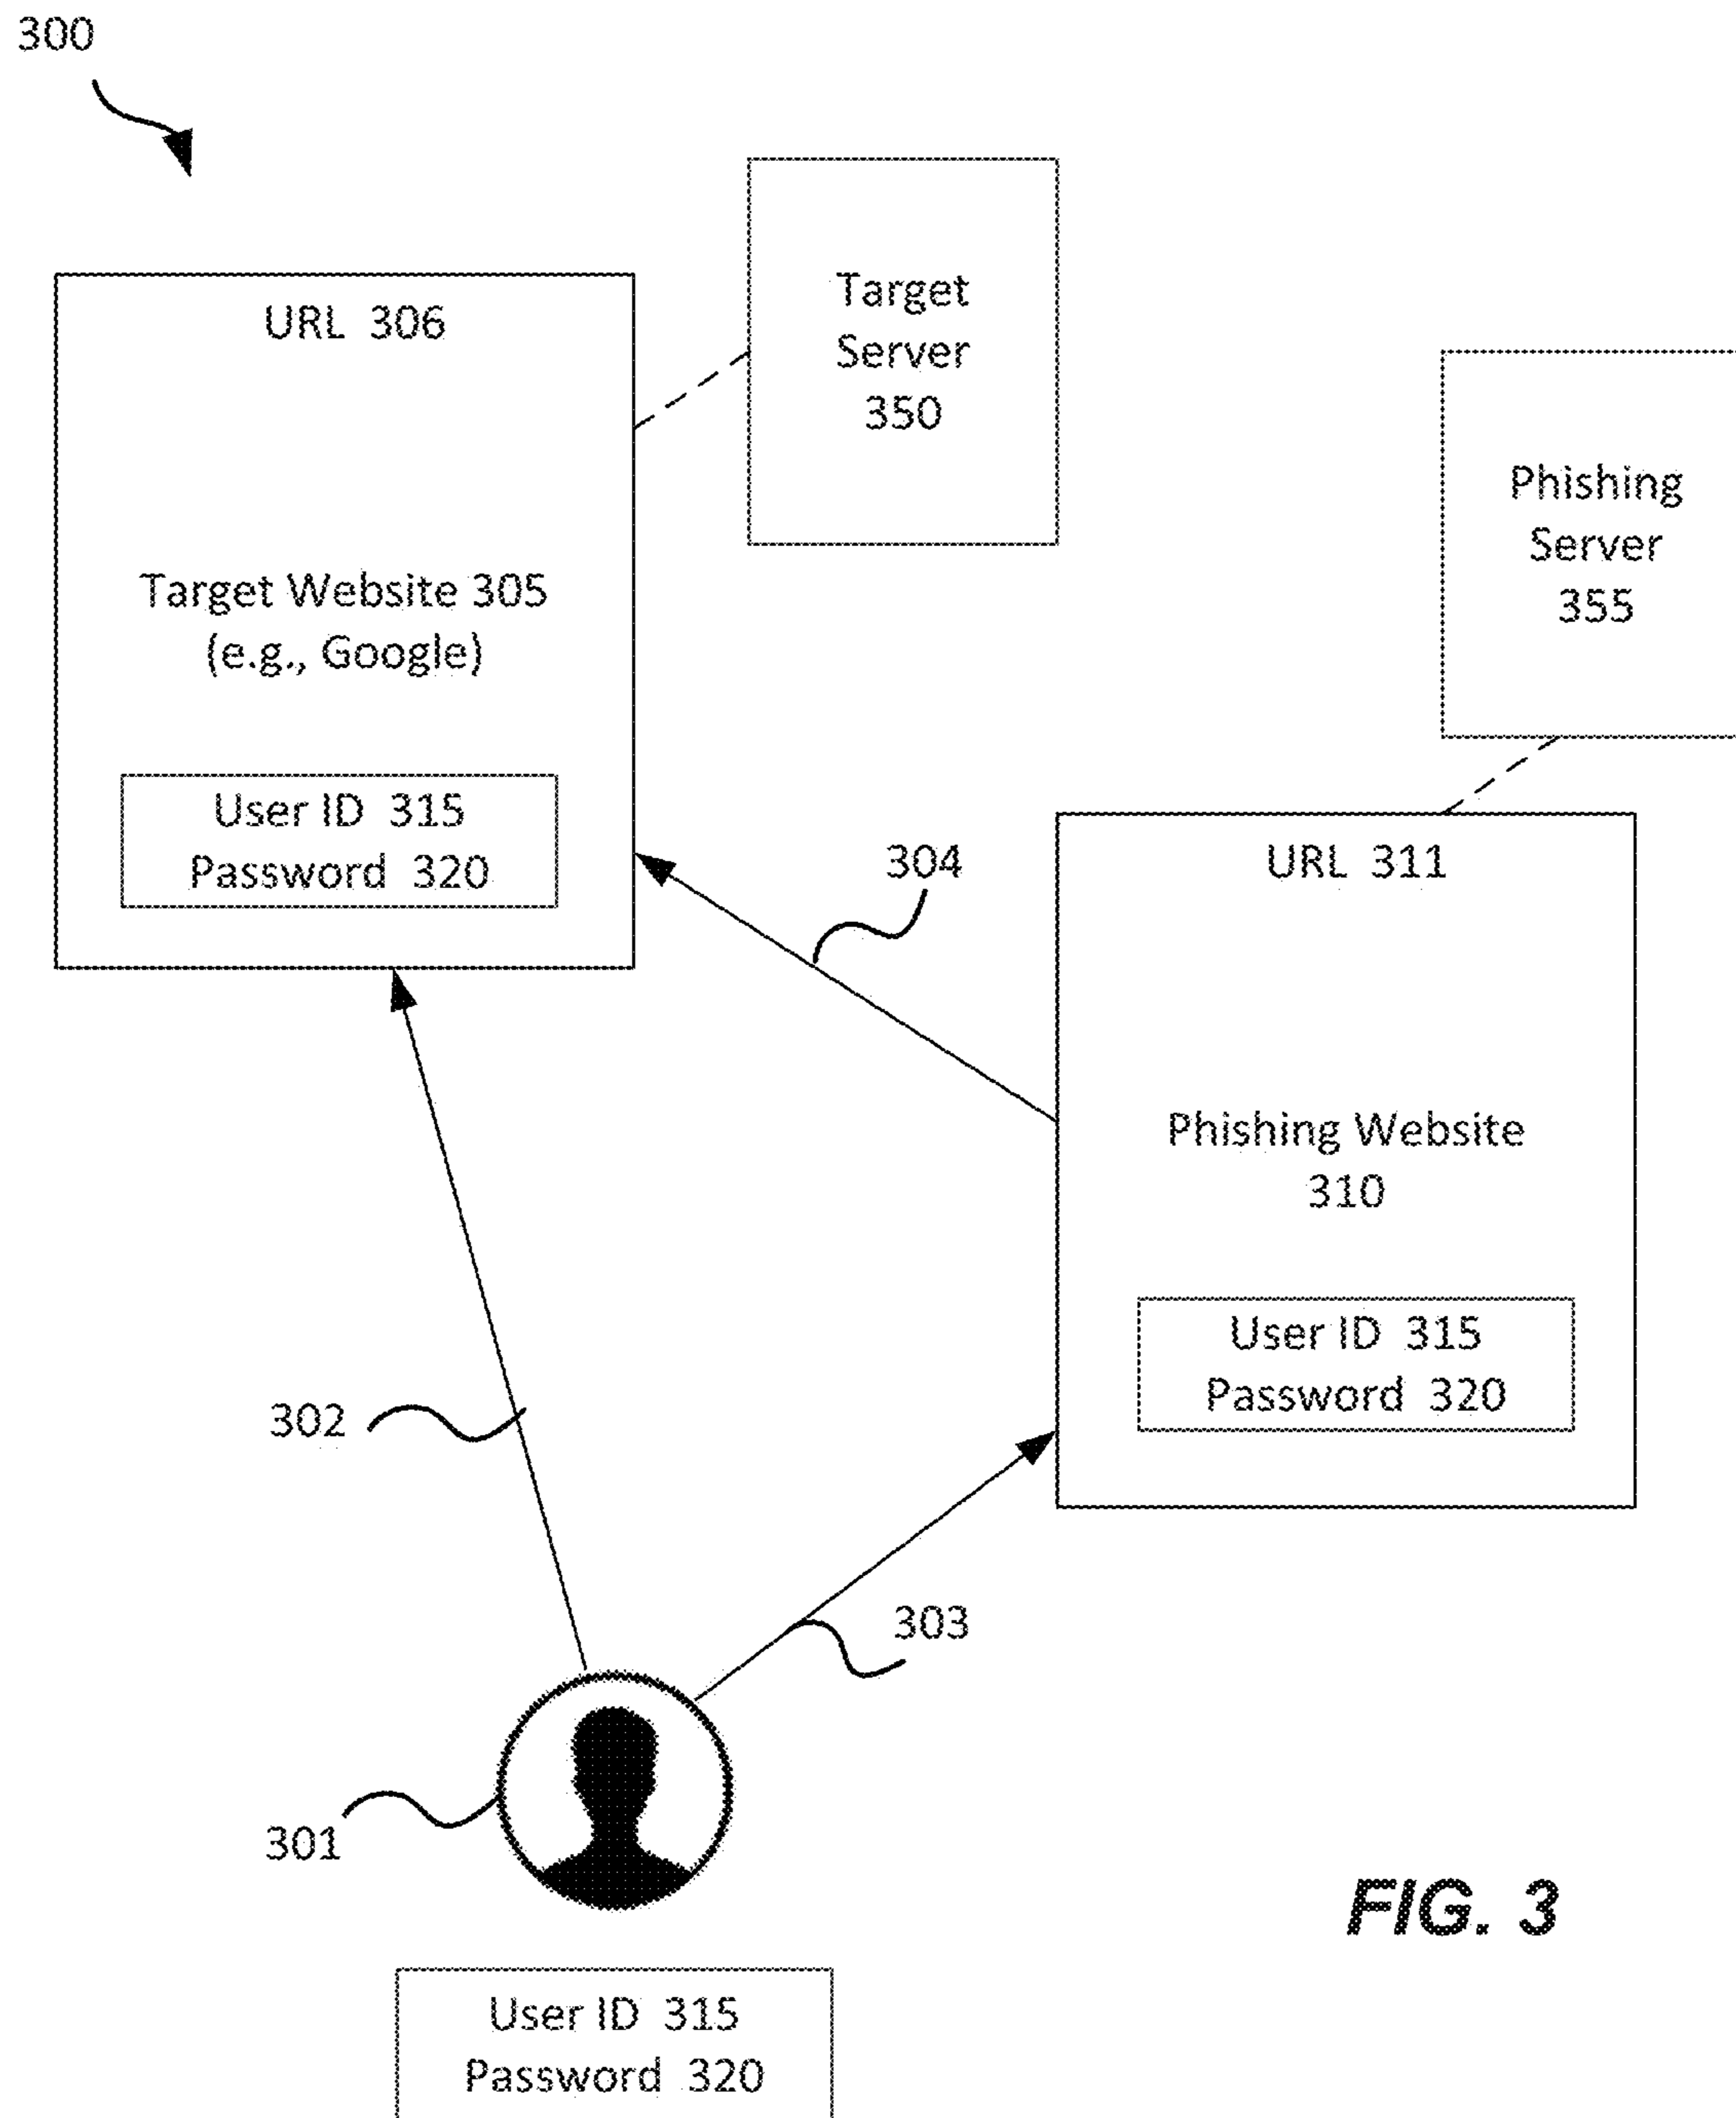 300
Target
Server
350
URL 306
Target Website 305
(e.g., Google)
User ID 315
Password 320
Phishing
Server
355
304
URL 311
Phishing Website
310
User ID 315
Password 320
302
303
301
User ID 315
Password 320
FIG. 3